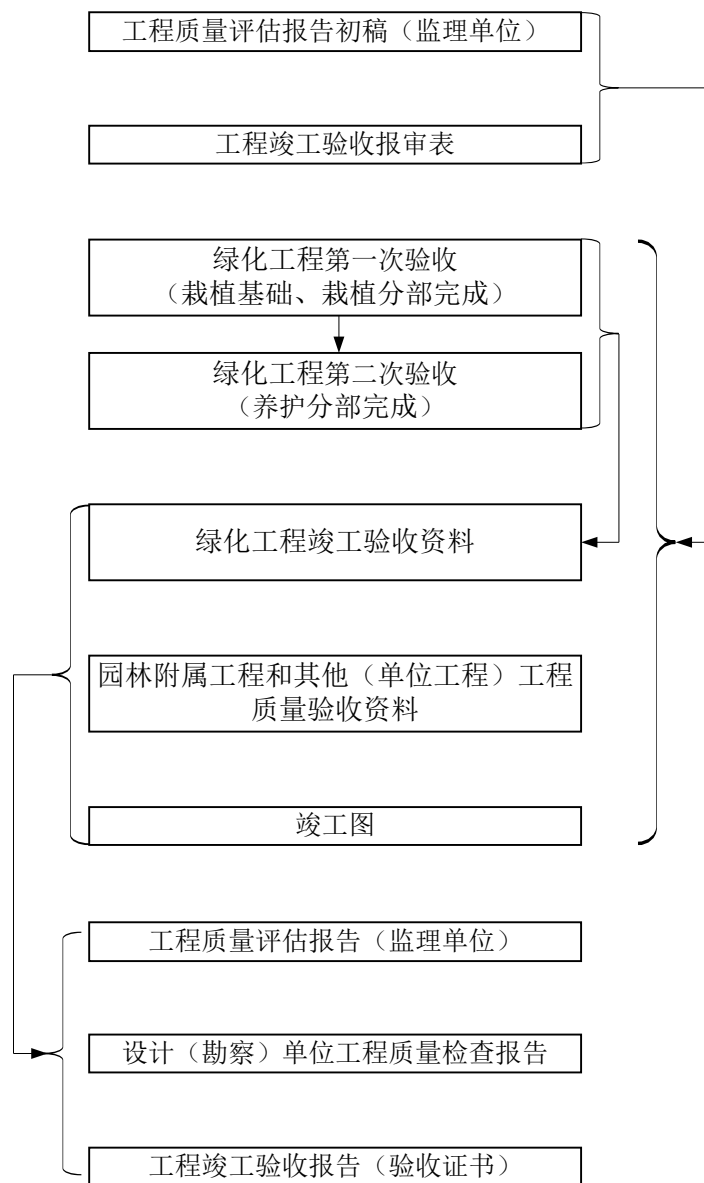 工程质量评估报告初稿（监理单位）
工程竣工验收报审表
绿化工程第一次验收
（栽植基础、栽植分部完成）
绿化工程第二次验收
（养护分部完成）
绿化工程竣工验收资料
园林附属工程和其他（单位工程）工程
质量验收资料
竣工图
工程质量评估报告（监理单位）
设计（勘察）单位工程质量检查报告
工程竣工验收报告（验收证书）